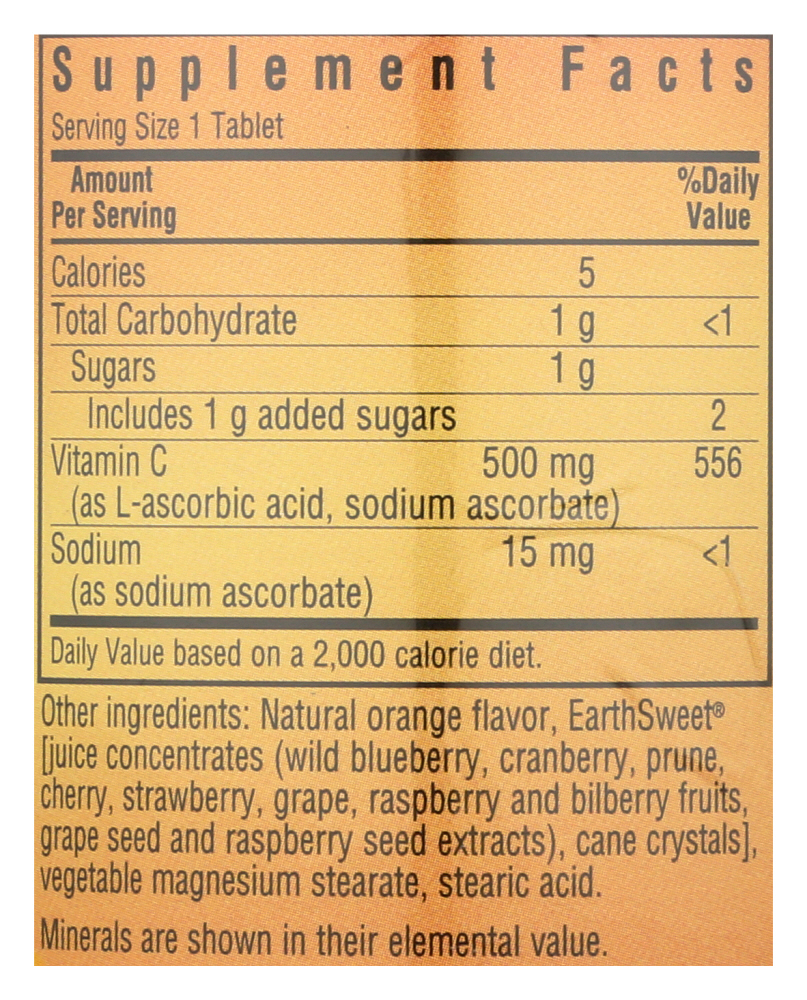 Supplement Facts
Serving Size 1 Tablet
Amount Per Serving %Daily Value
Calories 5
Total Carbohydrate 1 g <1
Sugars 1 g
Includes 1 g added sugars 2
Vitamin C 500 mg 556
(as L-ascorbic acid, sodium ascorbate)
Sodium 15 mg <1
(as sodium ascorbate)
Daily Value based on a 2,000 calorie diet.
Other ingredients: Natural orange flavor, EarthSweet®
[juice concentrates (wild blueberry, cranberry, prune,
cherry, strawberry, grape, raspberry and bilberry fruits,
grape seed and raspberry seed extracts), cane crystals],
vegetable magnesium stearate, stearic acid.
Minerals are shown in their elemental value.